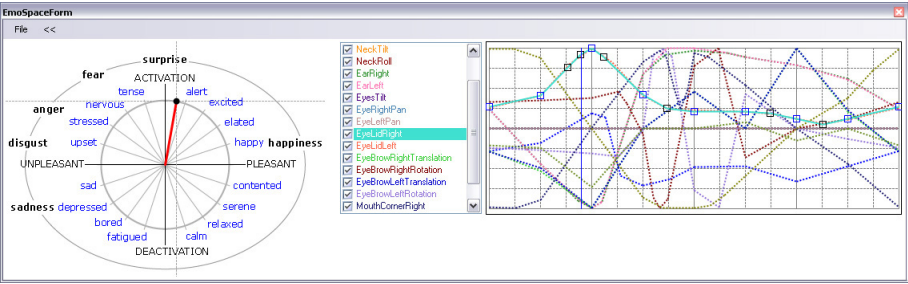 EmoSpaceForm
File <<
surprise
fear
ACTIVATION
tense alert
anger nervous excited
stressed elated
disgust upset happy happiness
UNPLEASANT PLEASANT
sad contented
sadness depressed serene
bored relaxed
fatigued calm
DEACTIVATION
NeckTilt
NeckRoll
EarRight
EarLeft
EyesTilt
EyeRightPan
EyeLeftPan
EyeLidRight
EyeLidLeft
EyeBrowRightTranslation
EyeBrowRightRotation
EyeBrowLeftTranslation
EyeBrowLeftRotation
MouthCornerRight